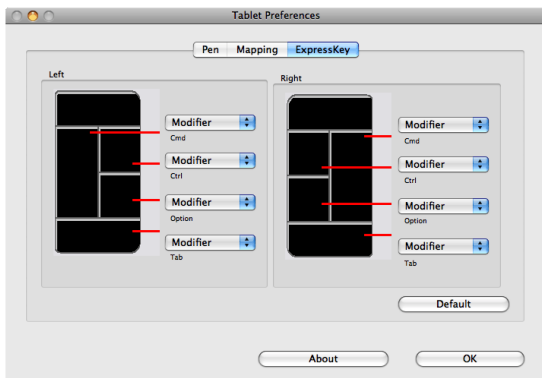 Tablet Preferences
Pen Mapping ExpressKey
Left
Modifier
Cmd
Modifier
Ctrl
Modifier
Option
Modifier
Tab
Right
Modifier
Cmd
Modifier
Ctrl
Modifier
Option
Modifier
Tab
Default
About OK